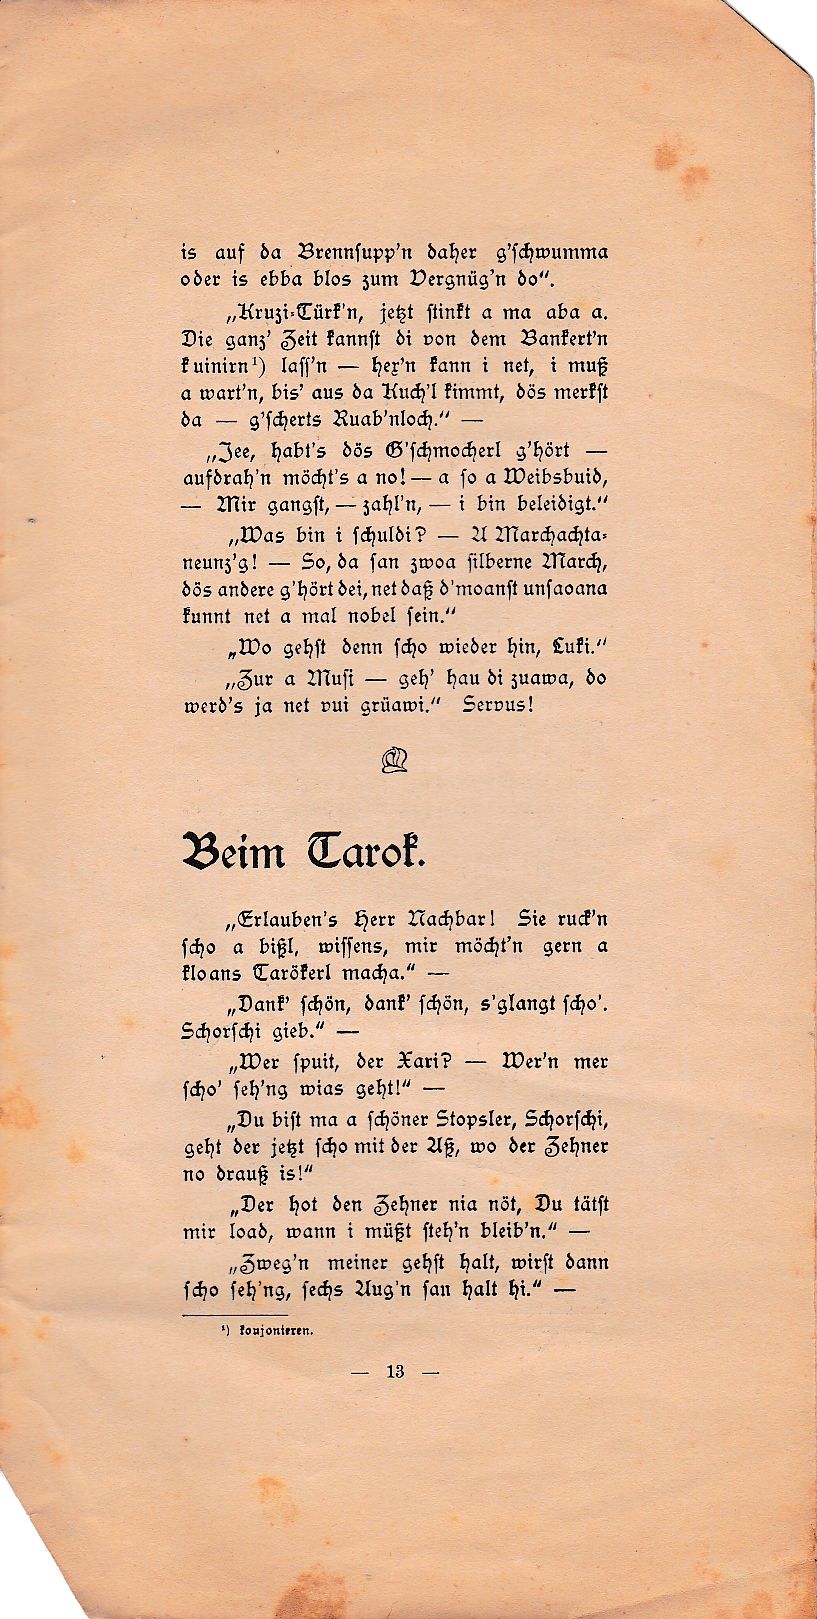 is auf da Brennsupp'n daher g'schwumma
oder is ebba blos zum Vergnüg'n do“.
„Kruzi-Türk'n, jetzt stinkt a ma aba a.
Die ganz' Zeit kannst di von dem Bankert'n
kuinirn¹) lass'n — hex'n kann i net, i muß
a wart'n, bis' aus da Kuch'l kimmt, dös merkst
da — g'scherts Ruab'nloch.“ —
„Jee, habt's dös G'schmocherl g'hört —
aufdrah'n möcht's a no! — a so a Weibsbuid,
— Mir gangst, — zahl'n, — i bin beleidigt.“
„Was bin i schuldi? — A Marchachta-
neunz'g! — So, da san zwoa silberne March,
dös andere g'hört dei, net daß d'moanst unsaoana
kunnt net a mal nobel sein.“
„Wo gehst denn scho wieder hin, Luki.“
„Zur a Musi — geh' hau di zuawa, do
werd's ja net vui grüawi.“ Servus!
Beim Tarok.
„Erlauben's Herr Nachbar! Sie ruck'n
scho a bißl, wissens, mir möcht'n gern a
kloans Tarökerl macha.“ —
„Dank' schön, dank' schön, s'glangt scho'.
Schorschi gieb.“ —
„Wer spuit, der Xari? — Wer'n mer
scho' seh'ng wias geht!“ —
„Du bist ma a schöner Stopsler, Schorschi,
geht der jetzt scho mit der Aß, wo der Zehner
no drauß is!“
„Der hot den Zehner nia nöt, Du tätst
mir load, wann i müßt steh'n bleib'n.“ —
„Zweg'n meiner gehst halt, wirst dann
scho seh'ng, sechs Aug'n san halt hi.“ —
¹) koujonieren.
— 13 —